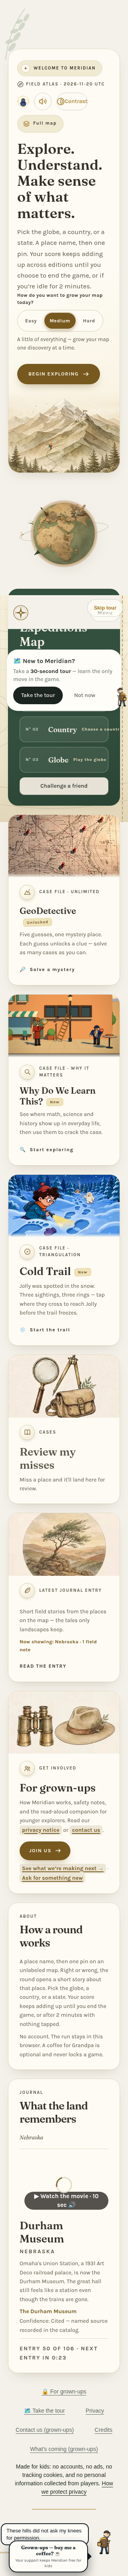 WELCOME TO MERIDIAN
FIELD ATLAS · 2026-11-20 UTC
Contrast
Full map
Explore.
Understand.
Make sense
of what
matters.
Pick the globe, a country, or a
state. A place name, then one
pin. Your score keeps adding
up across editions until you
choose to end the game, or if
you're idle for 2 minutes.
How do you want to grow your map
today?
Easy
Medium
Hard
A little of everything — grow your map
one discovery at a time.
BEGIN EXPLORING →
Skip tour
Menu
Explorations
Map
🗺️ New to Meridian?
Take a 30-second tour — learn the only
move in the game.
Take the tour
Not now
N° 02
Country
Choose a country
N° 03
Globe
Play the globe
Challenge a friend
CASE FILE · UNLIMITED
GeoDetective
Unlocked
Five guesses, one mystery place.
Each guess unlocks a clue — solve
as many cases as you can.
🔎 Solve a mystery
CASE FILE · WHY IT
MATTERS
Why Do We Learn
This? New
See where math, science and
history show up in everyday life,
then use them to crack the case.
🔍 Start exploring
CASE FILE ·
TRIANGULATION
Cold Trail New
Jolly was spotted in the snow.
Three sightings, three rings — tap
where they cross to reach Jolly
before the trail freezes.
❄️ Start the trail
CASES
Review my
misses
Miss a place and it'll land here for
review.
LATEST JOURNAL ENTRY
Short field stories from the places
on the map — the tales only
landscapes keep.
Now showing: Nebraska · 1 field
note
READ THE ENTRY
GET INVOLVED
For grown-ups
How Meridian works, safety notes,
and the read-aloud companion for
younger explorers. Read our
privacy notice or contact us.
JOIN US →
See what we're making next →
Ask for something new
ABOUT
How a round
works
A place name, then one pin on an
unlabeled map. Right or wrong, the
round opens a short story about
that place. Pick the globe, a
country, or a state. Your score
keeps adding up until you end the
game, or after 2 minutes with
nothing tapped.
No account. The run stays in this
browser. A coffee for Grandpa is
optional and never locks a game.
JOURNAL
What the land
remembers
Nebraska
▶ Watch the movie · 10
sec 🔊
Durham
Museum
NEBRASKA
Omaha's Union Station, a 1931 Art
Deco railroad palace, is now the
Durham Museum. The great hall
still feels like a station even
though the trains are gone.
The Durham Museum
Confidence: Cited — named source
recorded in the catalog.
ENTRY 50 OF 106 · NEXT
ENTRY IN 0:23
🔒 For grown-ups
🗺️ Take the tour
Privacy
Contact us (grown-ups)
Credits
What's coming (grown-ups)
Made for kids: no accounts, no ads, no
tracking cookies, and no personal
information collected from players. How
we protect privacy
These hills did not ask my knees
for permission.
Grown-ups — buy me a
coffee? ☕
Your support keeps Meridian free for
kids